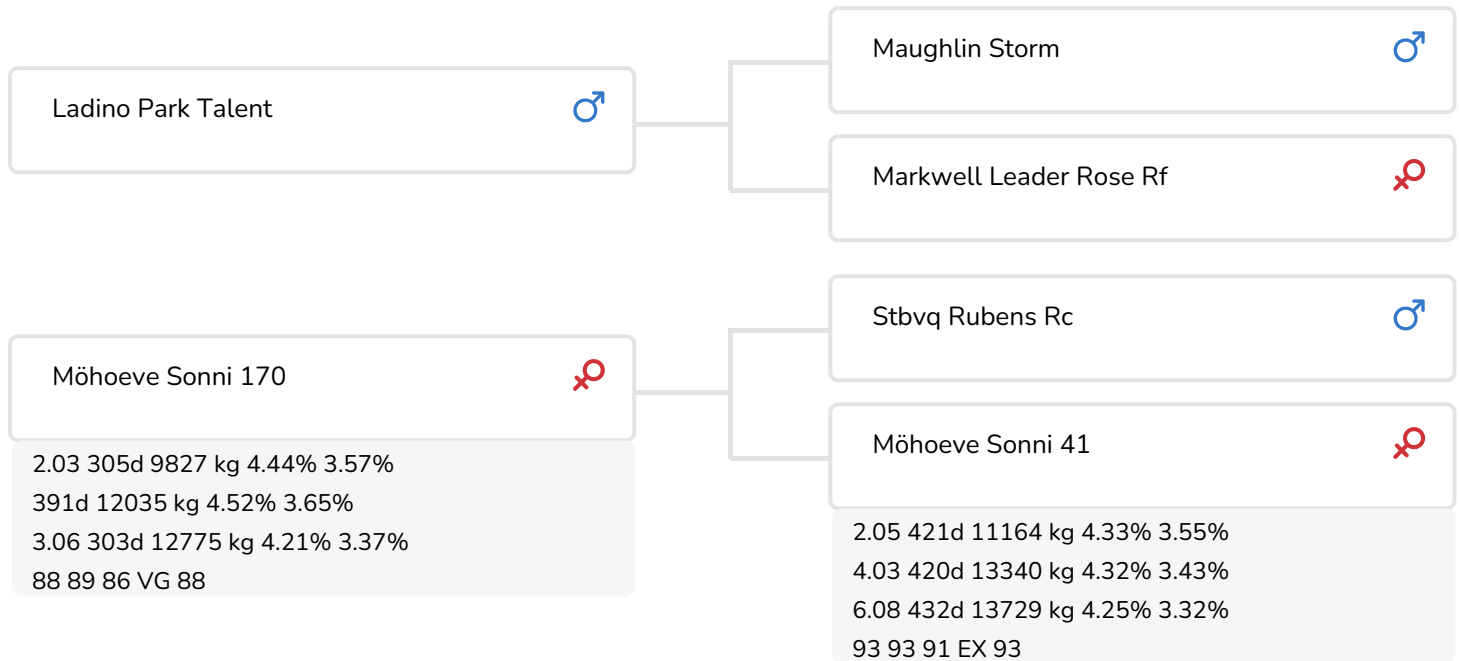 Ladino Park Talent
Maughlin Storm
Markwell Leader Rose Rf
Möhoeve Sonni 170
2.03 305d 9827 kg 4.44% 3.57%
391d 12035 kg 4.52% 3.65%
3.06 303d 12775 kg 4.21% 3.37%
88 89 86 VG 88
Stbvq Rubens Rc
Möhoeve Sonni 41
2.05 421d 11164 kg 4.33% 3.55%
4.03 420d 13340 kg 4.32% 3.43%
6.08 432d 13729 kg 4.25% 3.32%
93 93 91 EX 93